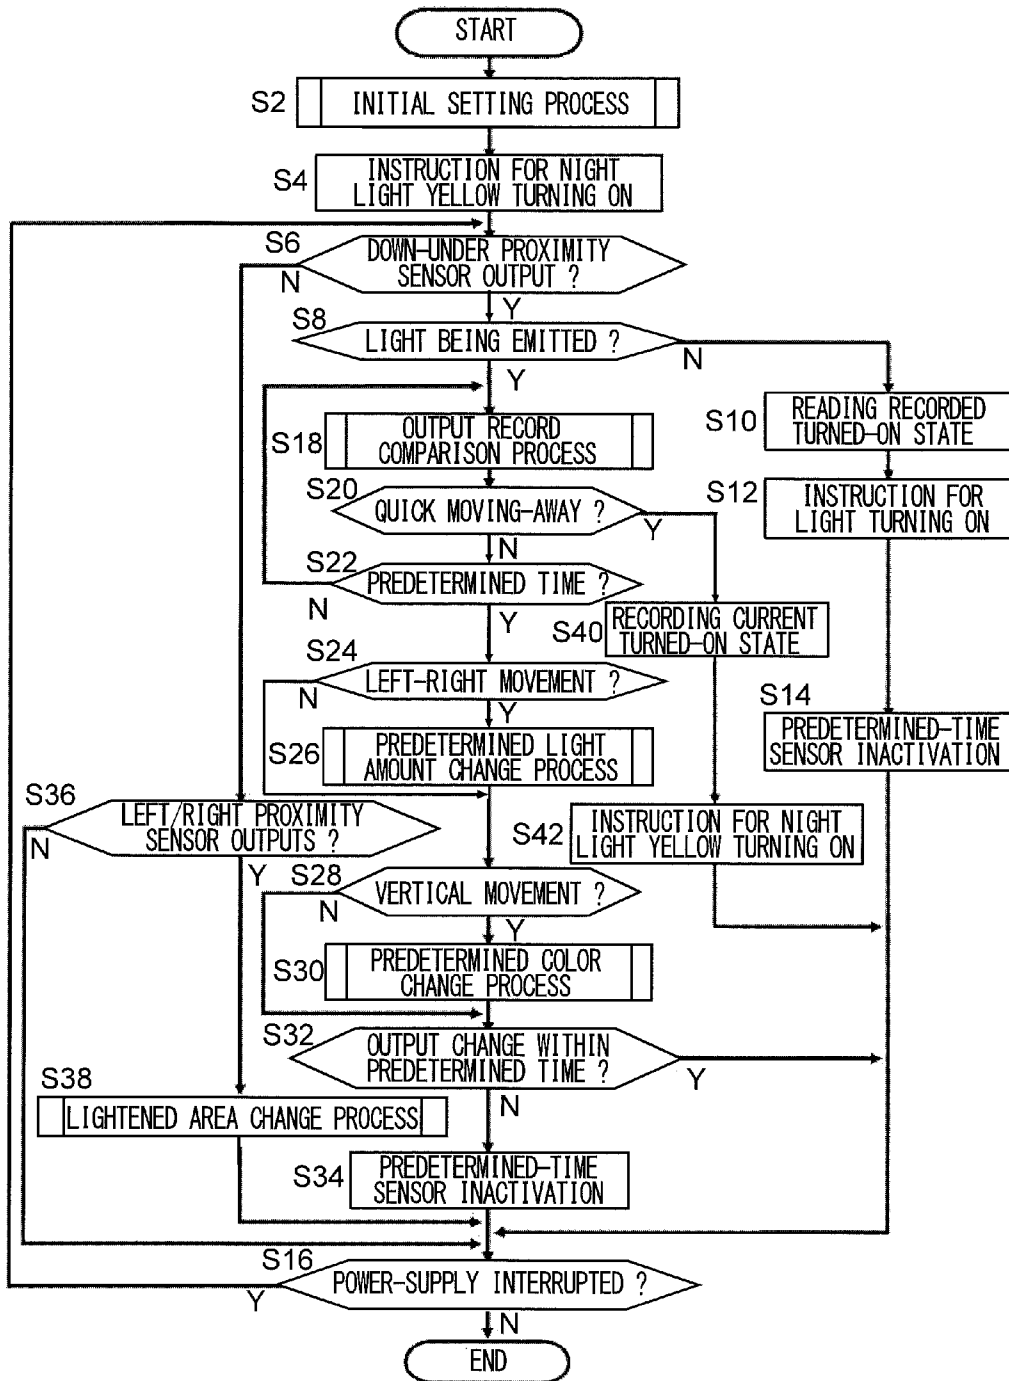 START
S2
INITIAL SETTING PROCESS
S4
INSTRUCTION FOR NIGHT
LIGHT YELLOW TURNING ON
S6
DOWN-UNDER PROXIMITY
SENSOR OUTPUT ?
N
Y
S8
LIGHT BEING EMITTED ?
N
Y
S10
READING RECORDED
TURNED-ON STATE
S18
OUTPUT RECORD
COMPARISON PROCESS
S12
INSTRUCTION FOR
LIGHT TURNING ON
S20
QUICK MOVING-AWAY ?
Y
N
S22
PREDETERMINED TIME ?
N
Y
S40
RECORDING CURRENT
TURNED-ON STATE
S24
LEFT-RIGHT MOVEMENT ?
N
Y
S14
PREDETERMINED-TIME
SENSOR INACTIVATION
S26
PREDETERMINED LIGHT
AMOUNT CHANGE PROCESS
S36
LEFT/RIGHT PROXIMITY
SENSOR OUTPUTS ?
N
Y
S42
INSTRUCTION FOR NIGHT
LIGHT YELLOW TURNING ON
S28
VERTICAL MOVEMENT ?
N
Y
S30
PREDETERMINED COLOR
CHANGE PROCESS
S32
OUTPUT CHANGE WITHIN
PREDETERMINED TIME ?
Y
N
S38
LIGHTENED AREA CHANGE PROCESS
S34
PREDETERMINED-TIME
SENSOR INACTIVATION
S16
POWER-SUPPLY INTERRUPTED ?
Y
N
END